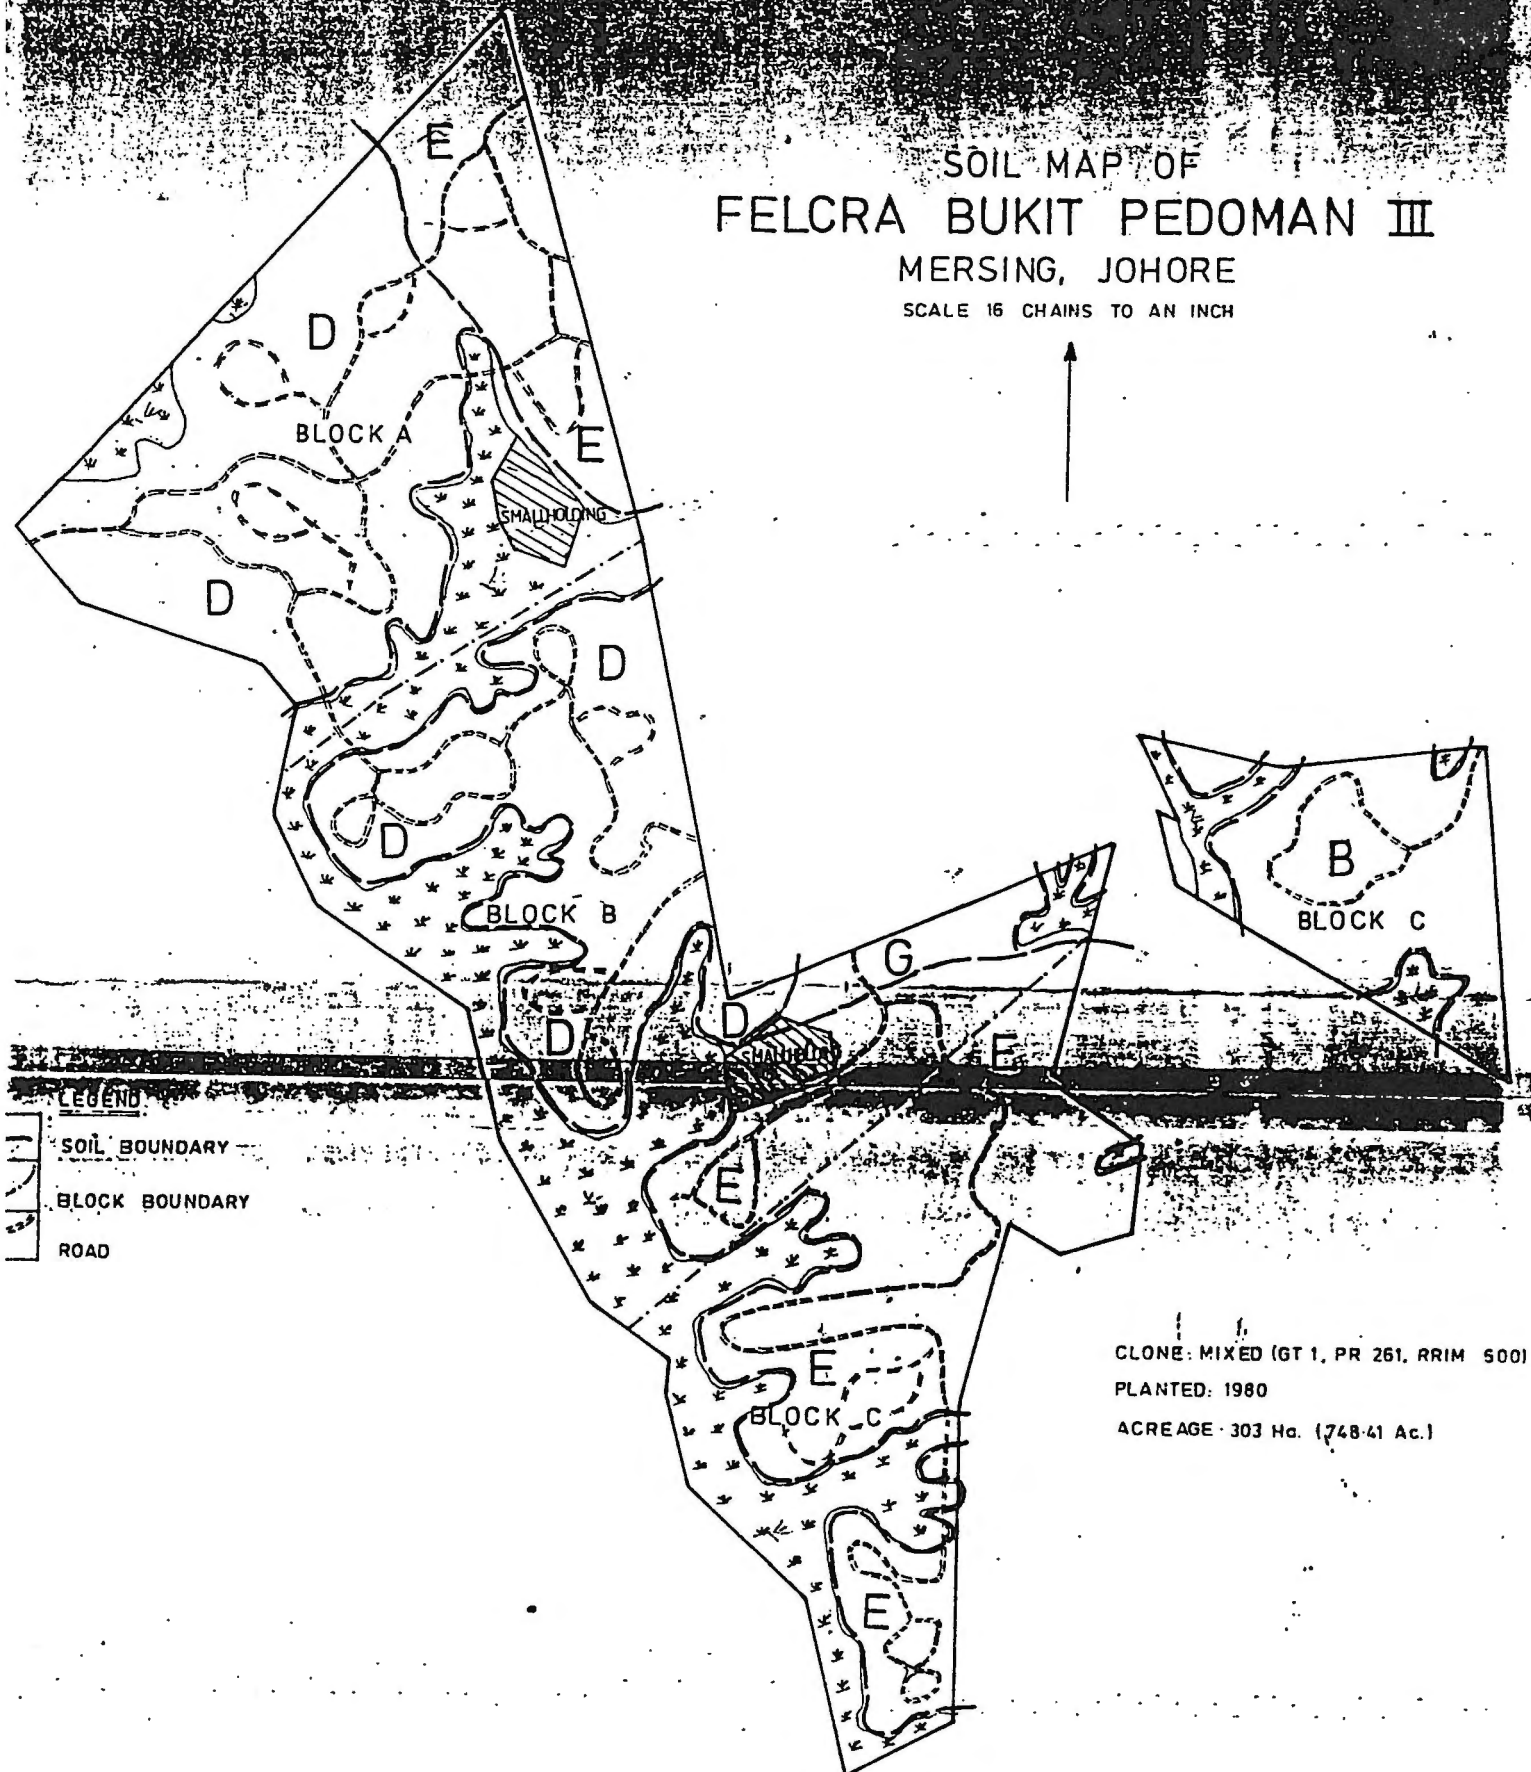 SOIL MAP OF
FELCRA BUKIT PEDOMAN III
MERSING, JOHORE
SCALE 16 CHAINS TO AN INCH
E
D
BLOCK A
E
SMALLHOLDING
D
D
D
B
BLOCK B
BLOCK C
G
D
D
E
LEGEND
SOIL BOUNDARY
BLOCK BOUNDARY
ROAD
E
E
BLOCK C
CLONE: MIXED (GT 1, PR 261, RRIM 500)
PLANTED: 1980
ACREAGE · 303 Ha. (748·41 Ac.)
E